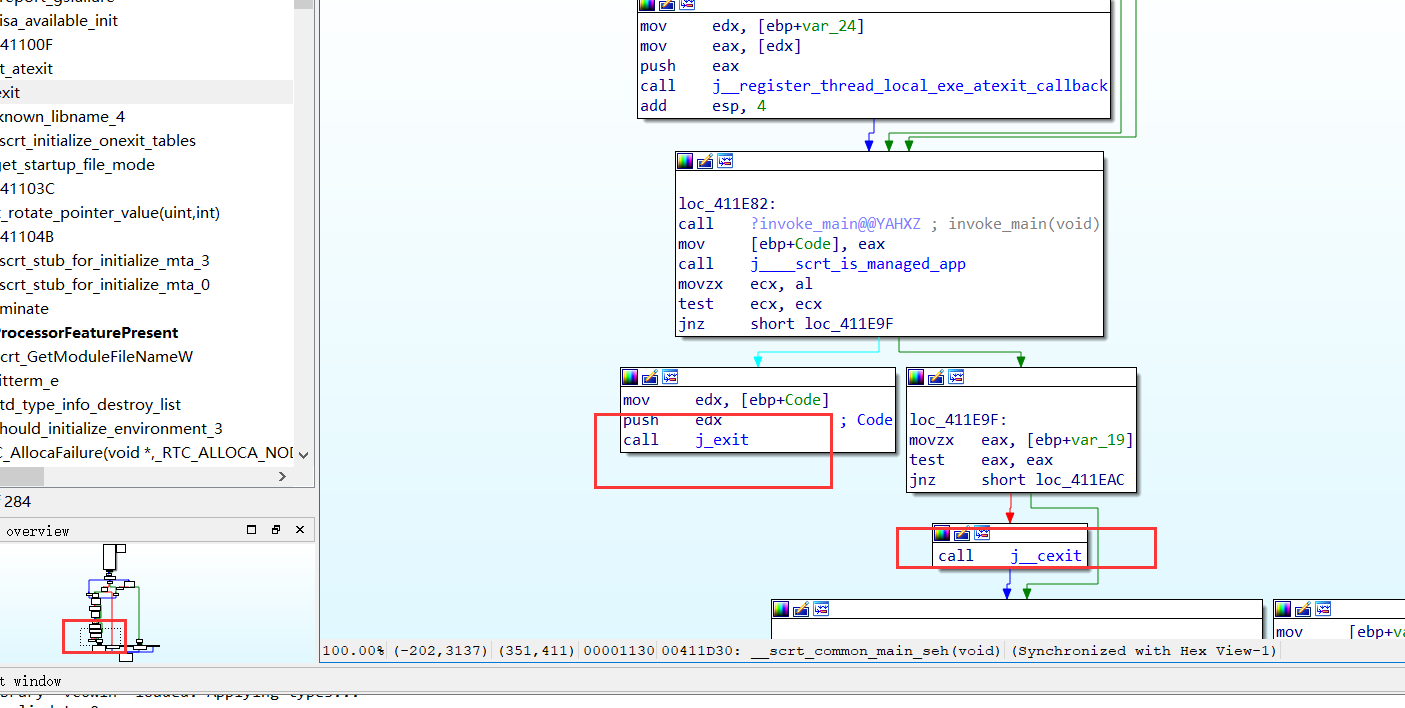 _report_gsfailure
isa_available_init
41100F
t_atexit
exit
known_libname_4
scrt_initialize_onexit_tables
get_startup_file_mode
41103C
t_rotate_pointer_value(uint,int)
41104B
scrt_stub_for_initialize_mta_3
scrt_stub_for_initialize_mta_0
minate
ProcessorFeaturePresent
crt_GetModuleFileNameW
itterm_e
td_type_info_destroy_list
should_initialize_environment_3
C_AllocaFailure(void *,_RTC_ALLOCA_NOD
f 284
overview
mov edx, [ebp+var_24]
mov eax, [edx]
push eax
call j__register_thread_local_exe_atexit_callback
add esp, 4
loc_411E82:
call ?invoke_main@@YAHXZ ; invoke_main(void)
mov [ebp+Code], eax
call j____scrt_is_managed_app
movzx ecx, al
test ecx, ecx
jnz short loc_411E9F
mov edx, [ebp+Code]
push edx ; Code
call j_exit
loc_411E9F:
movzx eax, [ebp+var_19]
test eax, eax
jnz short loc_411EAC
call j__cexit
mov [ebp+va
100.00% (-202,3137) (351,411) 00001130 00411D30: __scrt_common_main_seh(void) (Synchronized with Hex View-1)
t window